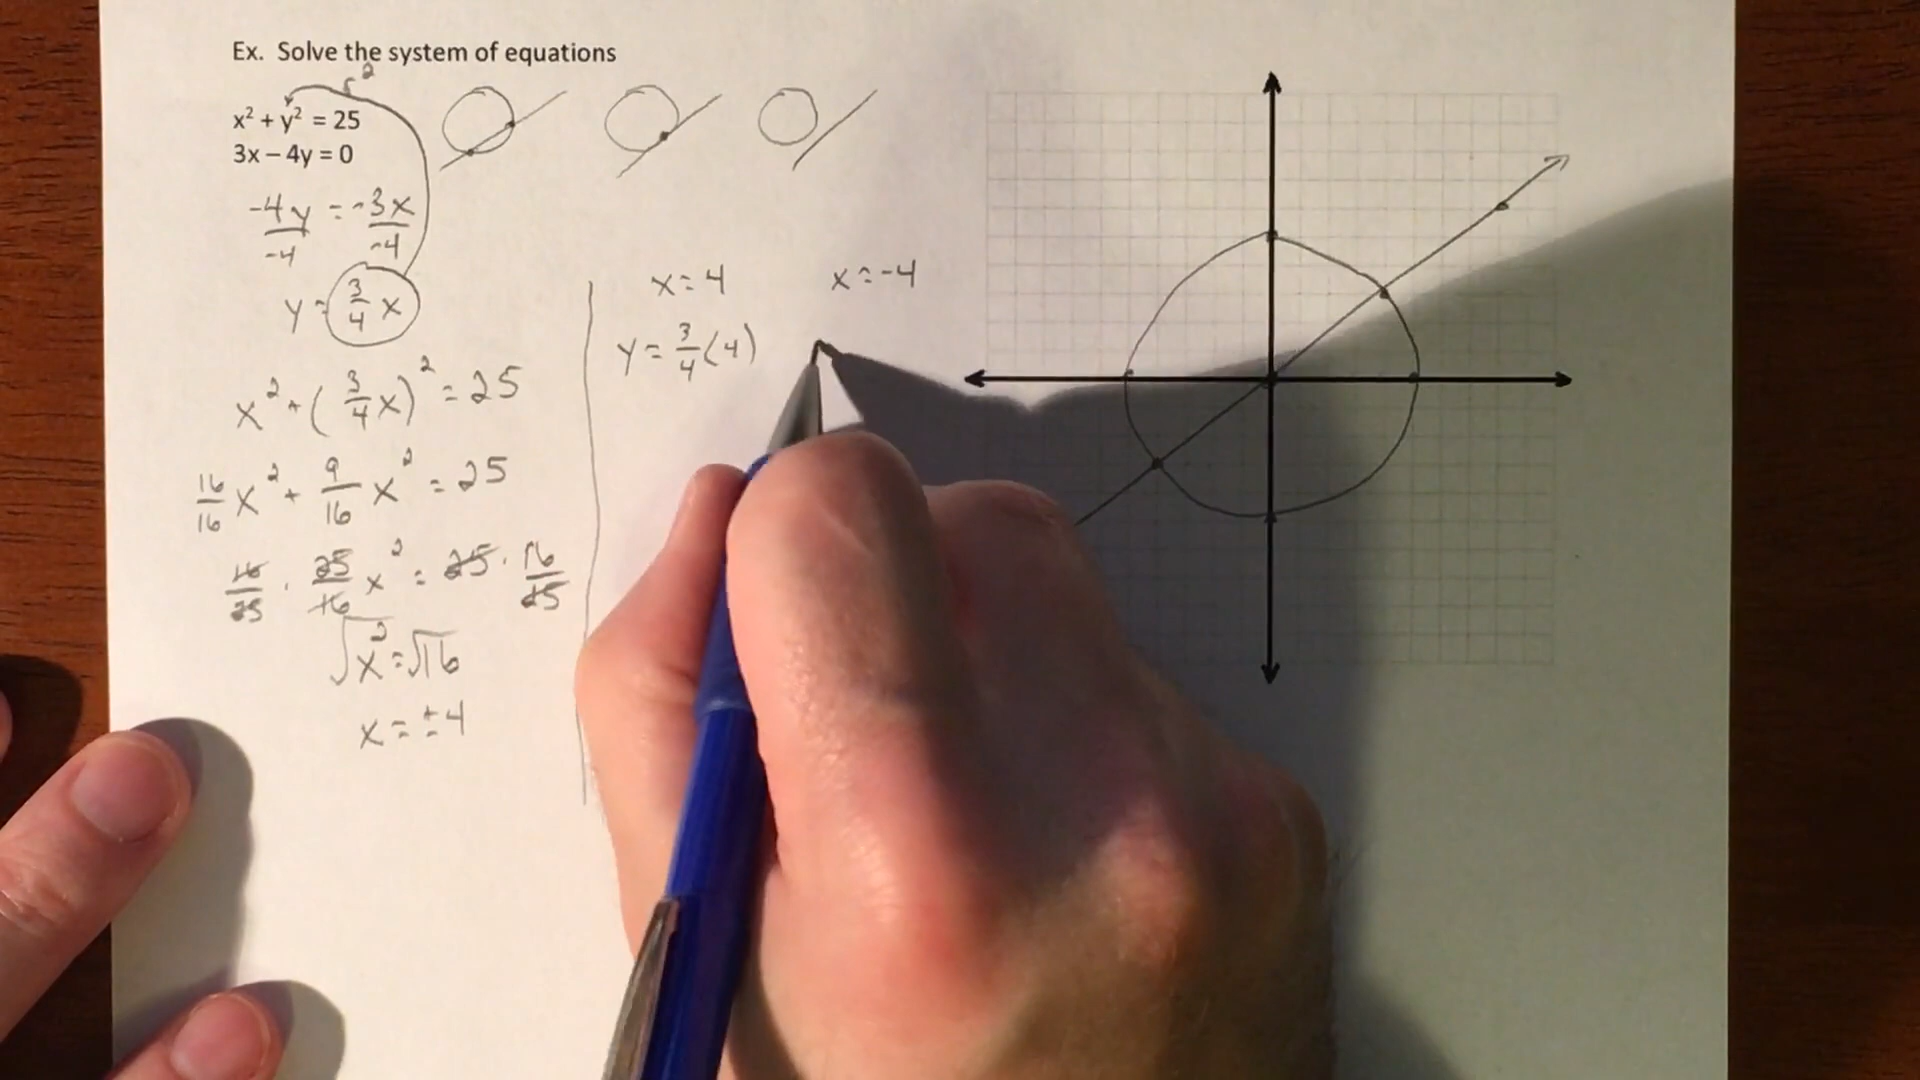 Ex. Solve the system of equations
r²
x² + y² = 25
3x – 4y = 0
-4y = -3x
-4 -4
y = 3/4 x
x² + (3/4 x)² = 25
16/16 x² + 9/16 x² = 25
16/25 · 25/16 x² = 25 · 16/25
√x² = √16
x = ±4
x = 4 x = -4
y = 3/4 (4)